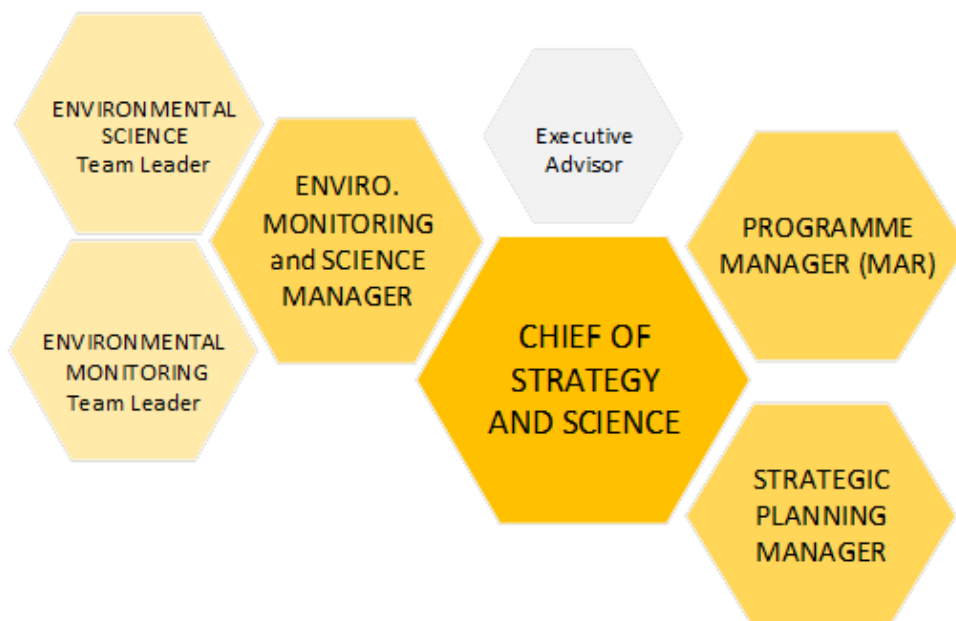 ENVIRONMENTAL
SCIENCE
Team Leader
ENVIRONMENTAL
MONITORING
Team Leader
ENVIRO.
MONITORING
and SCIENCE
MANAGER
Executive
Advisor
CHIEF OF
STRATEGY
AND SCIENCE
PROGRAMME
MANAGER (MAR)
STRATEGIC
PLANNING
MANAGER